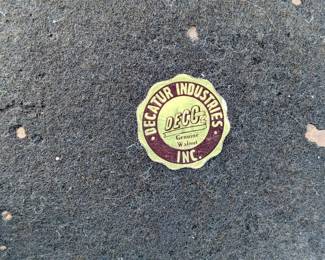 DECATUR INDUSTRIES
DECO
Genuine
Walnut
INC.